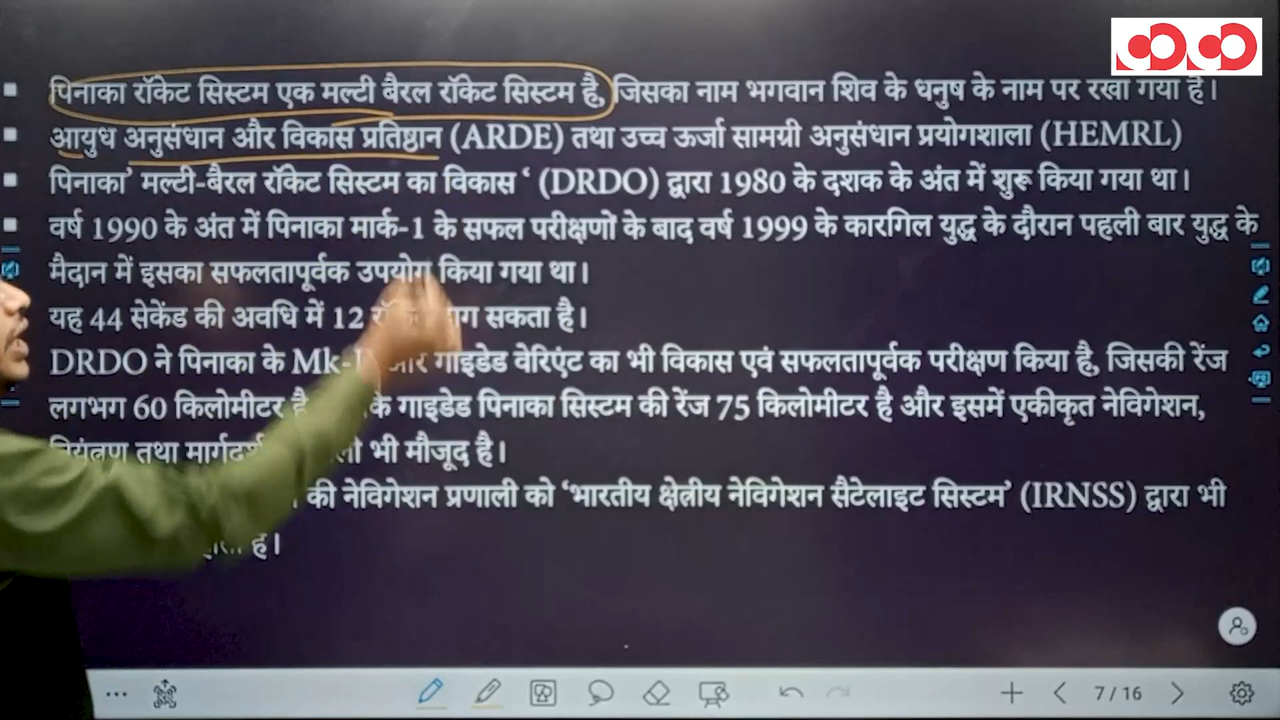 पिनाका रॉकेट सिस्टम एक मल्टी बैरल रॉकेट सिस्टम है, जिसका नाम भगवान शिव के धनुष के नाम पर रखा गया है।
आयुध अनुसंधान और विकास प्रतिष्ठान (ARDE) तथा उच्च ऊर्जा सामग्री अनुसंधान प्रयोगशाला (HEMRL)
पिनाका’ मल्टी-बैरल रॉकेट सिस्टम का विकास ‘ (DRDO) द्वारा 1980 के दशक के अंत में शुरू किया गया था।
वर्ष 1990 के अंत में पिनाका मार्क-1 के सफल परीक्षणों के बाद वर्ष 1999 के कारगिल युद्ध के दौरान पहली बार युद्ध के
मैदान में इसका सफलतापूर्वक उपयोग किया गया था।
यह 44 सेकेंड की अवधि में 12 सकता है।
DRDO ने पिनाका के और गाइडेड वेरिएंट का भी विकास एवं सफलतापूर्वक परीक्षण किया है, जिसकी रेंज
लगभग 60 किलोमीटर के गाइडेड पिनाका सिस्टम की रेंज 75 किलोमीटर है और इसमें एकीकृत नेविगेशन,
नियंत्रण तथा भी मौजूद है।
की नेविगेशन प्रणाली को ‘भारतीय क्षेत्रीय नेविगेशन सैटेलाइट सिस्टम’ (IRNSS) द्वारा भी
है।
7 / 16